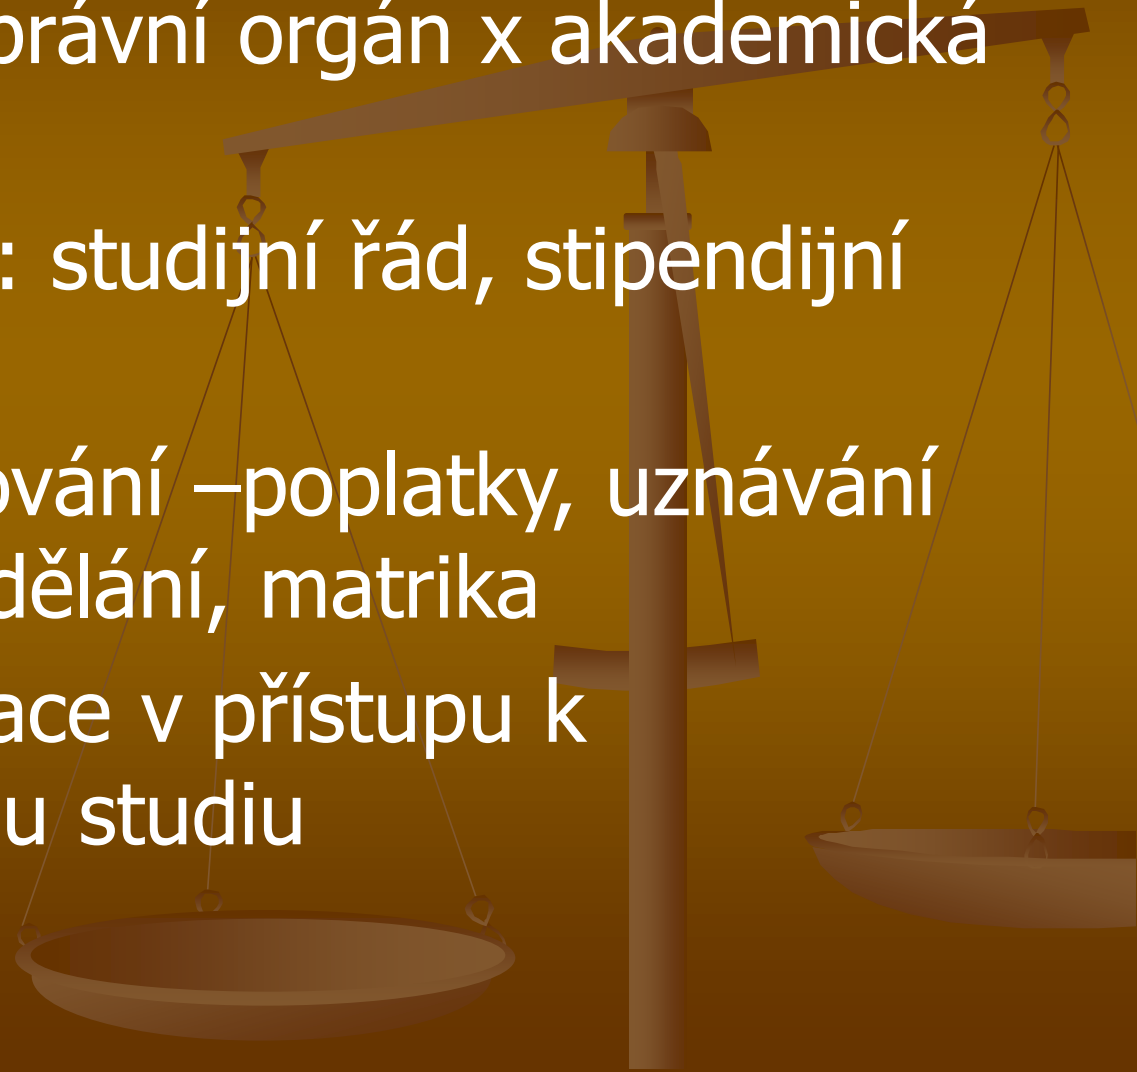 právní orgán x akademická
: studijní řád, stipendijní
ování –poplatky, uznávání
dělání, matrika
ace v přístupu k
u studiu